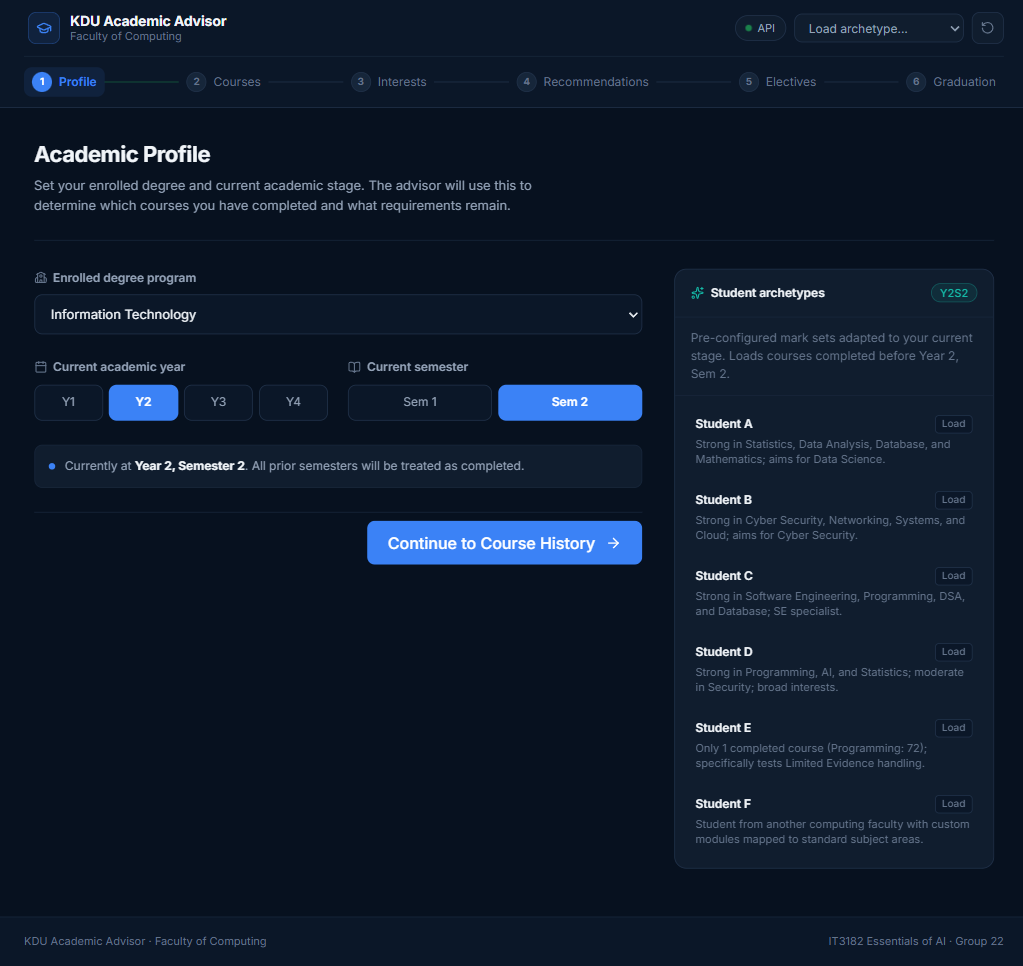 KDU Academic Advisor
Faculty of Computing
API
Load archetype...
1 Profile
2 Courses
3 Interests
4 Recommendations
5 Electives
6 Graduation
Academic Profile
Set your enrolled degree and current academic stage. The advisor will use this to
determine which courses you have completed and what requirements remain.
Enrolled degree program
Information Technology
Current academic year
Y1
Y2
Y3
Y4
Current semester
Sem 1
Sem 2
Currently at Year 2, Semester 2. All prior semesters will be treated as completed.
Continue to Course History →
Student archetypes
Y2S2
Pre-configured mark sets adapted to your current
stage. Loads courses completed before Year 2,
Sem 2.
Student A
Load
Strong in Statistics, Data Analysis, Database, and
Mathematics; aims for Data Science.
Student B
Load
Strong in Cyber Security, Networking, Systems, and
Cloud; aims for Cyber Security.
Student C
Load
Strong in Software Engineering, Programming, DSA,
and Database; SE specialist.
Student D
Load
Strong in Programming, AI, and Statistics; moderate
in Security; broad interests.
Student E
Load
Only 1 completed course (Programming: 72);
specifically tests Limited Evidence handling.
Student F
Load
Student from another computing faculty with custom
modules mapped to standard subject areas.
KDU Academic Advisor · Faculty of Computing
IT3182 Essentials of AI · Group 22